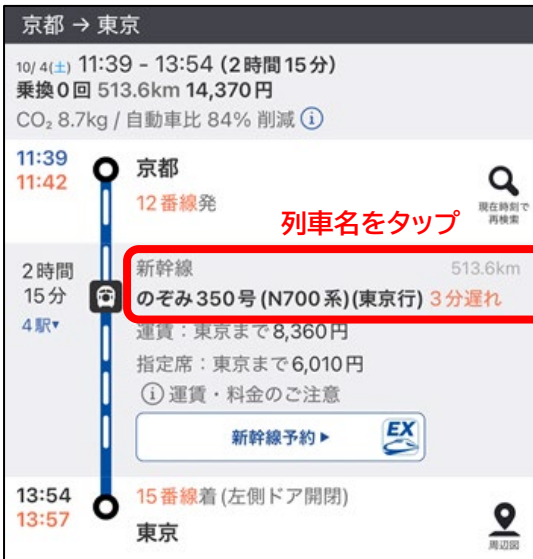 京都 → 東京
10/4(土) 11:39 - 13:54 (2時間15分)
乗換0回 513.6km 14,370円
CO₂ 8.7kg / 自動車比 84% 削減 i
11:39
11:42
京都
12番線発
現在時刻で
再検索
列車名をタップ
2時間
15分
4駅▼
新幹線 513.6km
のぞみ350号(N700系)(東京行) 3分遅れ
運賃：東京まで8,360円
指定席：東京まで6,010円
i 運賃・料金のご注意
新幹線予約▶ EX
13:54
13:57
15番線着(左側ドア開閉)
東京
周辺図